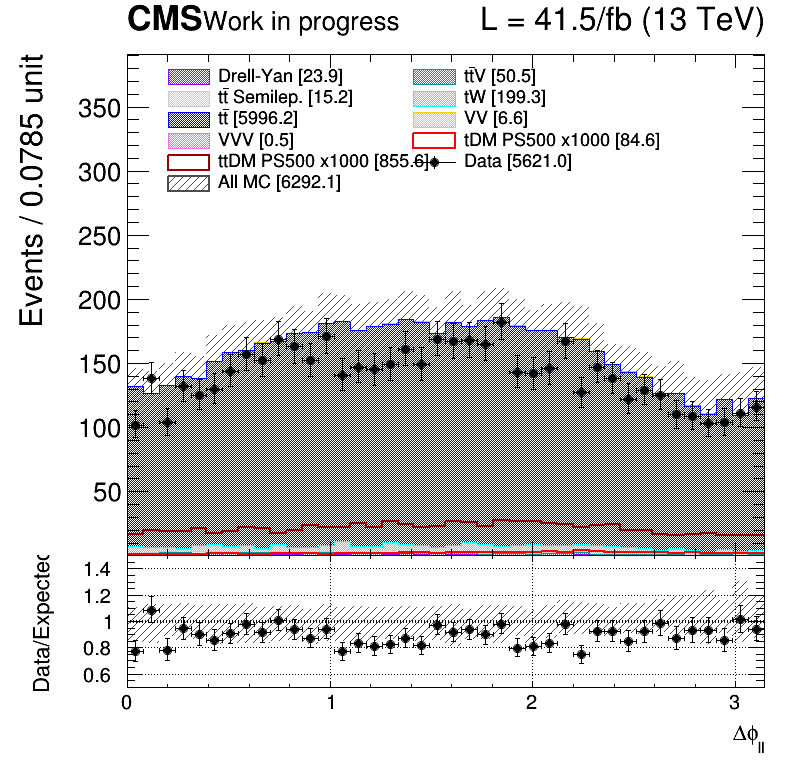 CMS Work in progress L = 41.5/fb (13 TeV)
Events / 0.0785 unit
Drell-Yan [23.9] tt̄V [50.5]
tt̄ Semilep. [15.2] tW [199.3]
tt̄ [5996.2] VV [6.6]
VVV [0.5] tDM PS500 x1000 [84.6]
ttDM PS500 x1000 [855.6] Data [5621.0]
All MC [6292.1]
350
300
250
200
150
100
50
Data/Expected
1.4
1.2
1
0.8
0.6
0 1 2 3
Δϕll